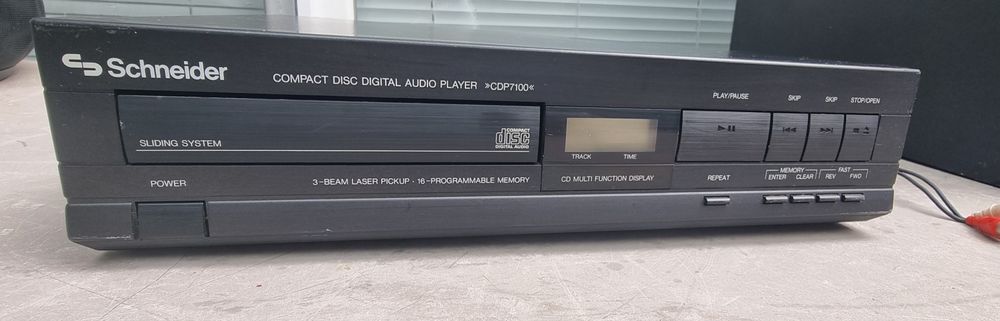 Schneider
COMPACT DISC DIGITAL AUDIO PLAYER »CDP7100«
PLAY/PAUSE SKIP SKIP STOP/OPEN
SLIDING SYSTEM
COMPACT
disc
DIGITAL AUDIO
TRACK TIME
POWER
3-BEAM LASER PICKUP · 16-PROGRAMMABLE MEMORY
CD MULTI FUNCTION DISPLAY
REPEAT
MEMORY FAST
ENTER CLEAR REV FWD